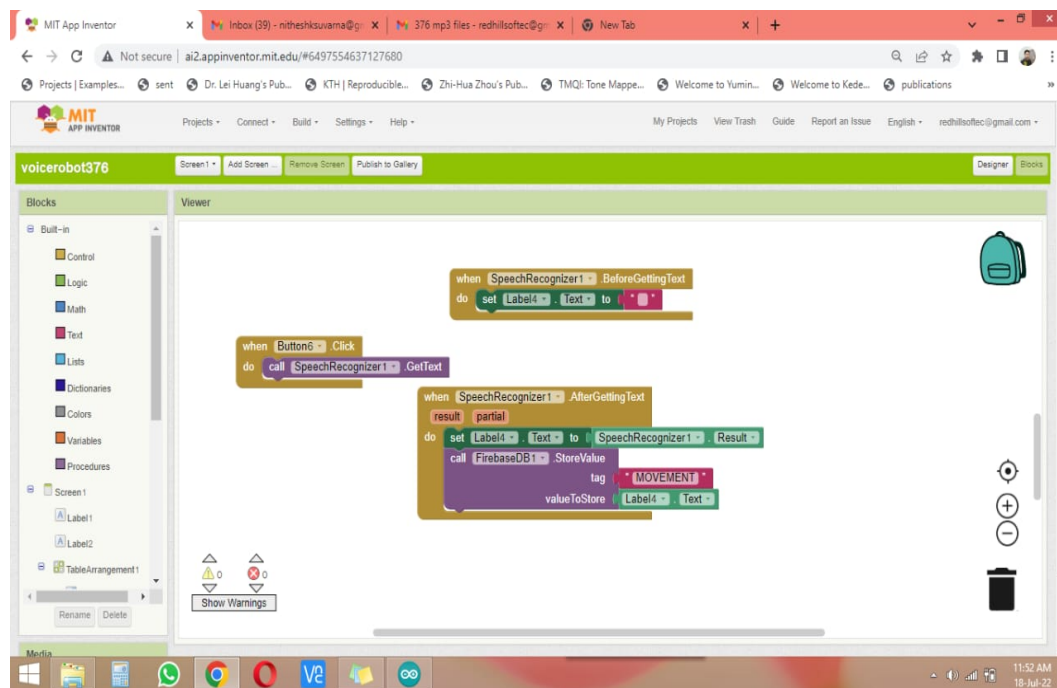 MIT App Inventor
Inbox (39) - nitheshksuvarna@g
376 mp3 files - redhillsoftec@g
New Tab
Not secure | ai2.appinventor.mit.edu/#6497554637127680
Projects | Examples...
sent
Dr. Lei Huang's Pub...
KTH | Reproducible...
Zhi-Hua Zhou's Pub...
TMQI: Tone Mappe...
Welcome to Yumin...
Welcome to Kede...
publications
»
MIT
APP INVENTOR
Projects
Connect
Build
Settings
Help
My Projects
View Trash
Guide
Report an Issue
English
redhillsoftec@gmail.com
voicerobot376
Screen1
Add Screen ...
Remove Screen
Publish to Gallery
Designer
Blocks
Blocks
Viewer
Built-in
Control
Logic
Math
Text
Lists
Dictionaries
Colors
Variables
Procedures
Screen1
Label1
Label2
TableArrangement1
Rename
Delete
Media
when SpeechRecognizer1 .BeforeGettingText
do set Label4 . Text to " "
when Button6 .Click
do call SpeechRecognizer1 .GetText
when SpeechRecognizer1 .AfterGettingText
result partial
do set Label4 . Text to SpeechRecognizer1 . Result
call FirebaseDB1 .StoreValue
tag " MOVEMENT "
valueToStore Label4 . Text
0 0
Show Warnings
11:52 AM
18-Jul-22